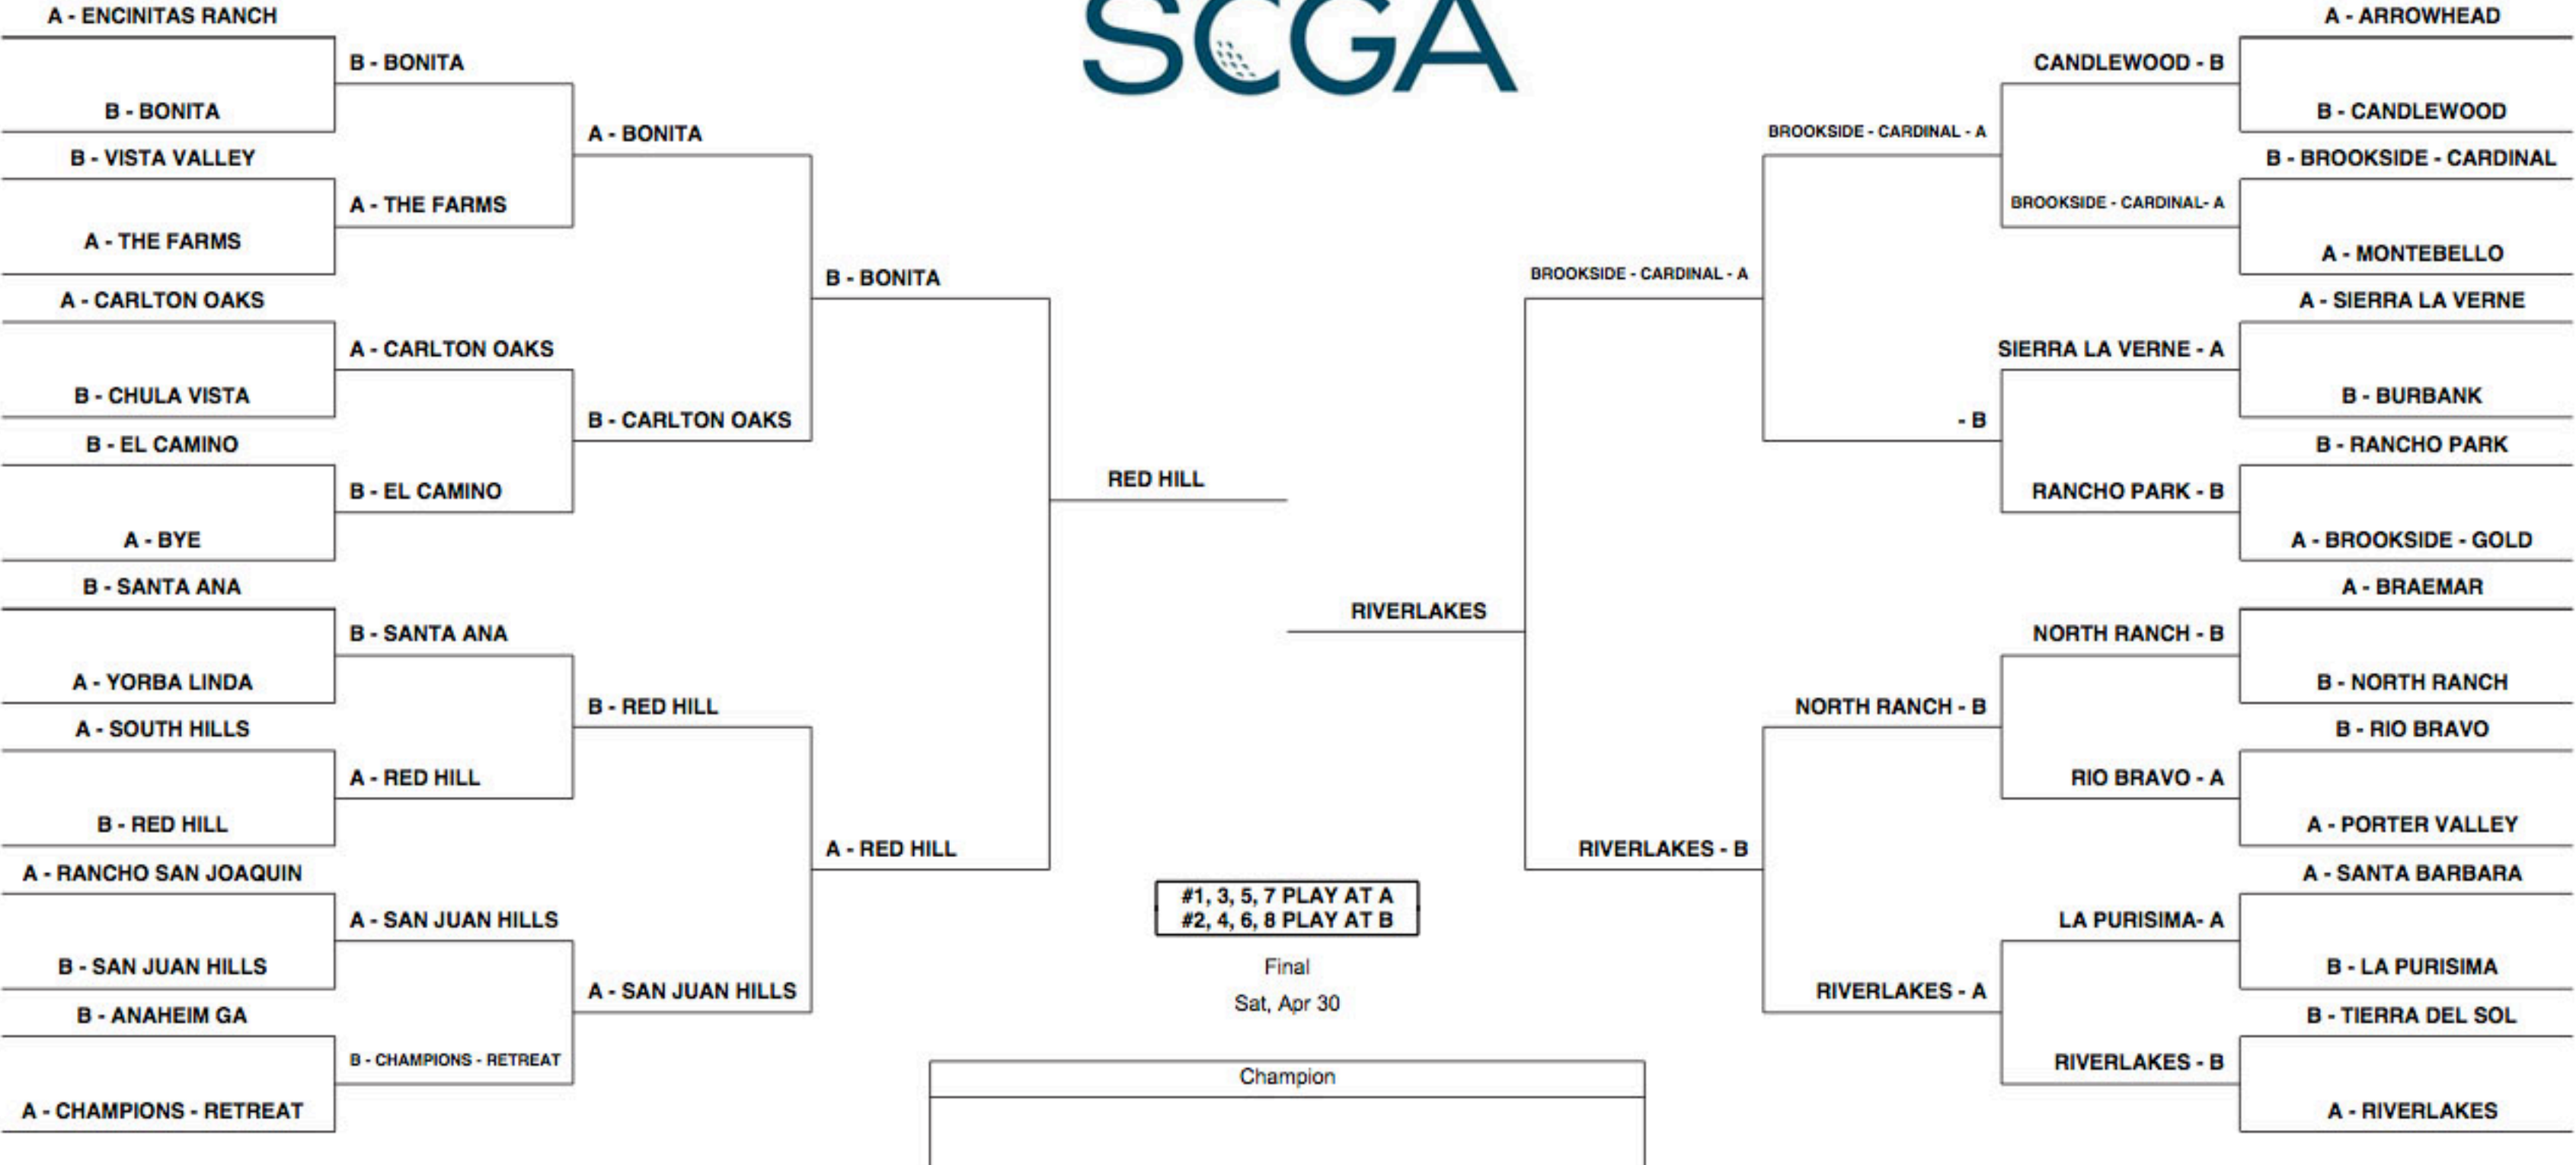 SCGA
A - ENCINITAS RANCH
B - BONITA
B - VISTA VALLEY
A - THE FARMS
A - CARLTON OAKS
B - CHULA VISTA
B - EL CAMINO
A - BYE
B - SANTA ANA
A - YORBA LINDA
A - SOUTH HILLS
B - RED HILL
A - RANCHO SAN JOAQUIN
B - SAN JUAN HILLS
B - ANAHEIM GA
A - CHAMPIONS - RETREAT
B - BONITA
A - THE FARMS
A - CARLTON OAKS
B - EL CAMINO
B - SANTA ANA
A - RED HILL
A - SAN JUAN HILLS
B - CHAMPIONS - RETREAT
A - BONITA
B - CARLTON OAKS
B - RED HILL
A - SAN JUAN HILLS
B - BONITA
A - RED HILL
RED HILL
RIVERLAKES
#1, 3, 5, 7 PLAY AT A
#2, 4, 6, 8 PLAY AT B
Final
Sat, Apr 30
Champion
BROOKSIDE - CARDINAL - A
RIVERLAKES - B
BROOKSIDE - CARDINAL - A
- B
NORTH RANCH - B
RIVERLAKES - A
CANDLEWOOD - B
BROOKSIDE - CARDINAL- A
SIERRA LA VERNE - A
RANCHO PARK - B
NORTH RANCH - B
RIO BRAVO - A
LA PURISIMA- A
RIVERLAKES - B
A - ARROWHEAD
B - CANDLEWOOD
B - BROOKSIDE - CARDINAL
A - MONTEBELLO
A - SIERRA LA VERNE
B - BURBANK
B - RANCHO PARK
A - BROOKSIDE - GOLD
A - BRAEMAR
B - NORTH RANCH
B - RIO BRAVO
A - PORTER VALLEY
A - SANTA BARBARA
B - LA PURISIMA
B - TIERRA DEL SOL
A - RIVERLAKES